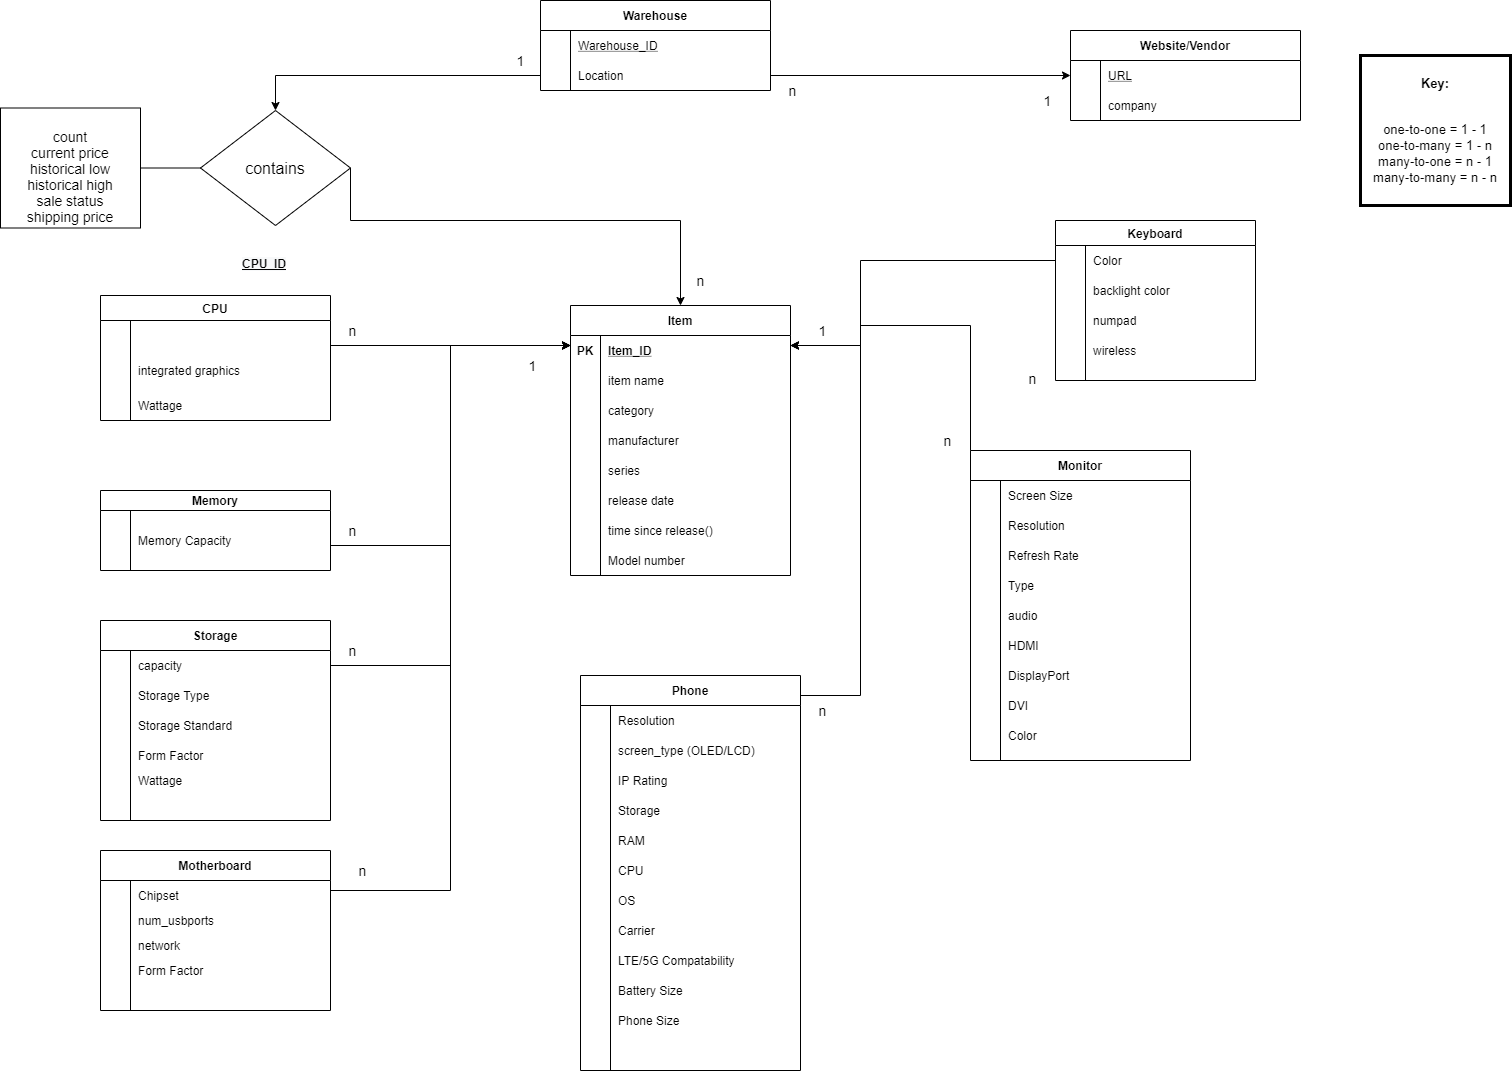 Warehouse
Warehouse_ID
Location
1
n
1
Website/Vendor
URL
company
Key:
one-to-one = 1 - 1
one-to-many = 1 - n
many-to-one = n - 1
many-to-many = n - n
count
current price
historical low
historical high
sale status
shipping price
contains
n
CPU_ID
CPU
integrated graphics
Wattage
n
1
Memory
Memory Capacity
n
Storage
capacity
Storage Type
Storage Standard
Form Factor
Wattage
n
Motherboard
Chipset
num_usbports
network
Form Factor
n
Item
PK
Item_ID
item name
category
manufacturer
series
release date
time since release()
Model number
1
Keyboard
Color
backlight color
numpad
wireless
n
n
Monitor
Screen Size
Resolution
Refresh Rate
Type
audio
HDMI
DisplayPort
DVI
Color
Phone
Resolution
screen_type (OLED/LCD)
IP Rating
Storage
RAM
CPU
OS
Carrier
LTE/5G Compatability
Battery Size
Phone Size
n